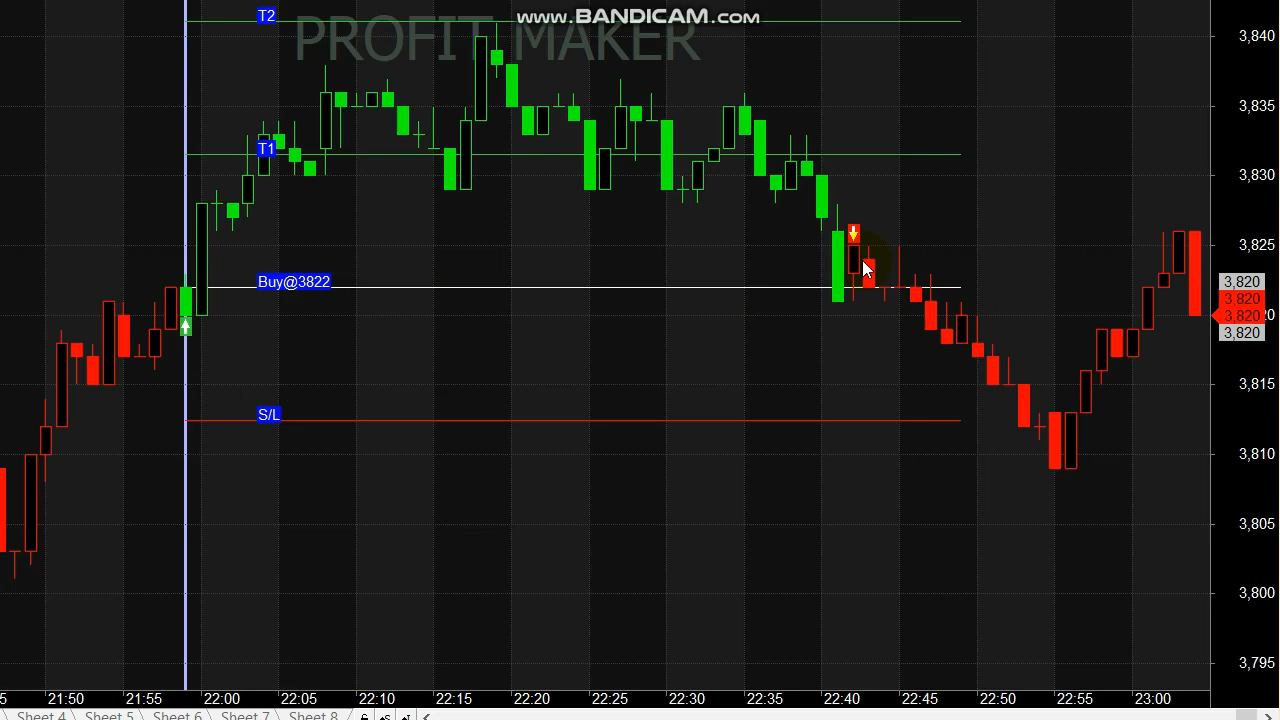 T2
www.BANDICAM.com
PROFIT MAKER
3,840
3,835
T1
3,830
3,825
Buy@3822
3,820
3,820
3,820
3,820
3,815
S/L
3,810
3,805
3,800
3,795
21:50 21:55 22:00 22:05 22:10 22:15 22:20 22:25 22:30 22:35 22:40 22:45 22:50 22:55 23:00
Sheet 4 Sheet 5 Sheet 6 Sheet 7 Sheet 8